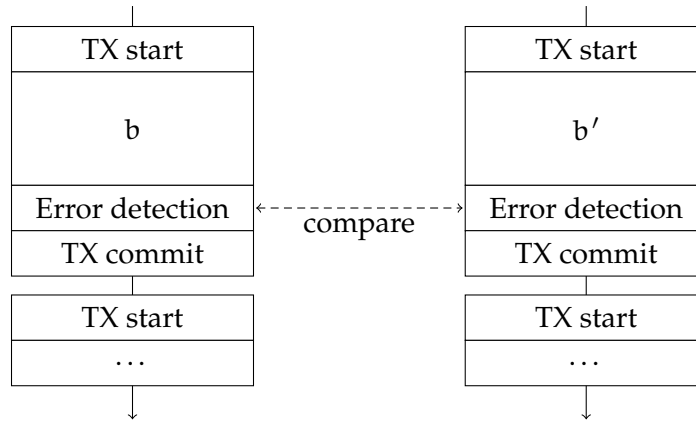 TX start
b
Error detection
TX commit
TX start
...
compare
TX start
b′
Error detection
TX commit
TX start
...